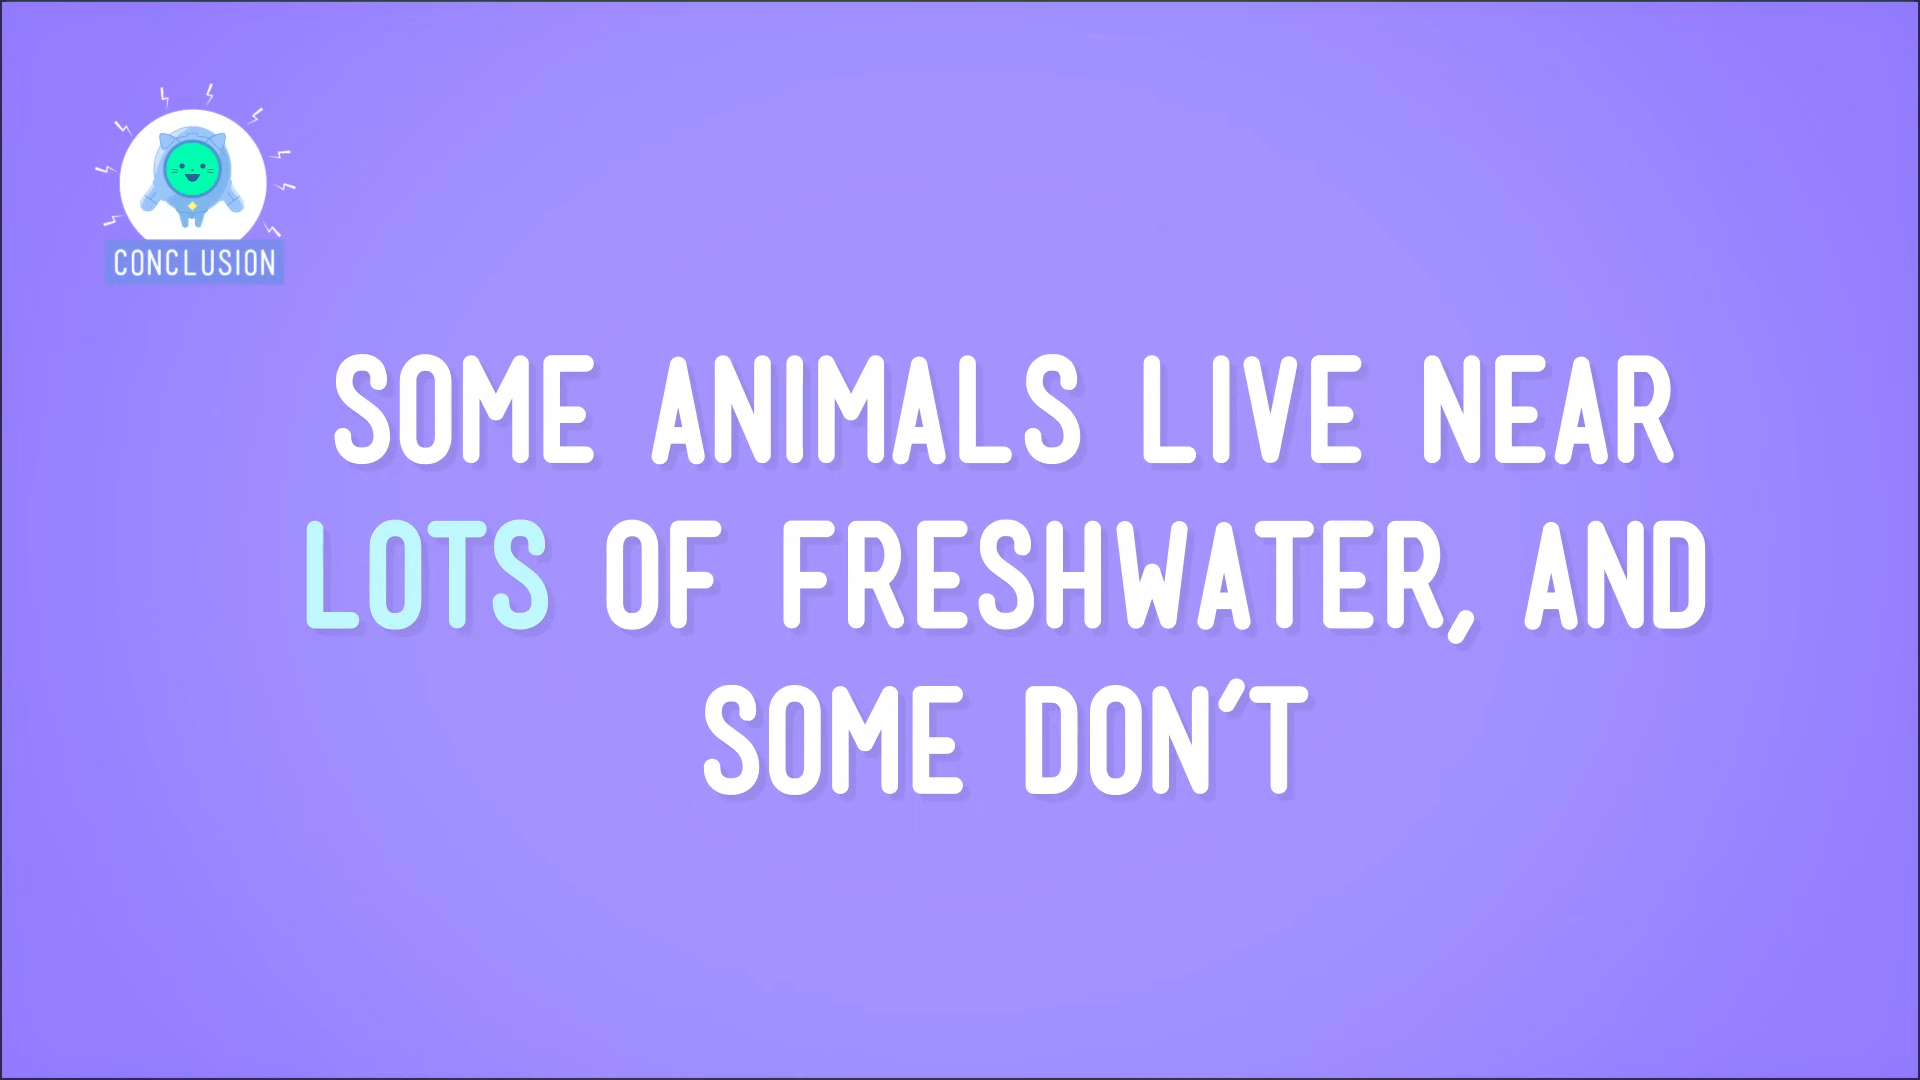 CONCLUSION
SOME ANIMALS LIVE NEAR
LOTS OF FRESHWATER, AND
SOME DON'T